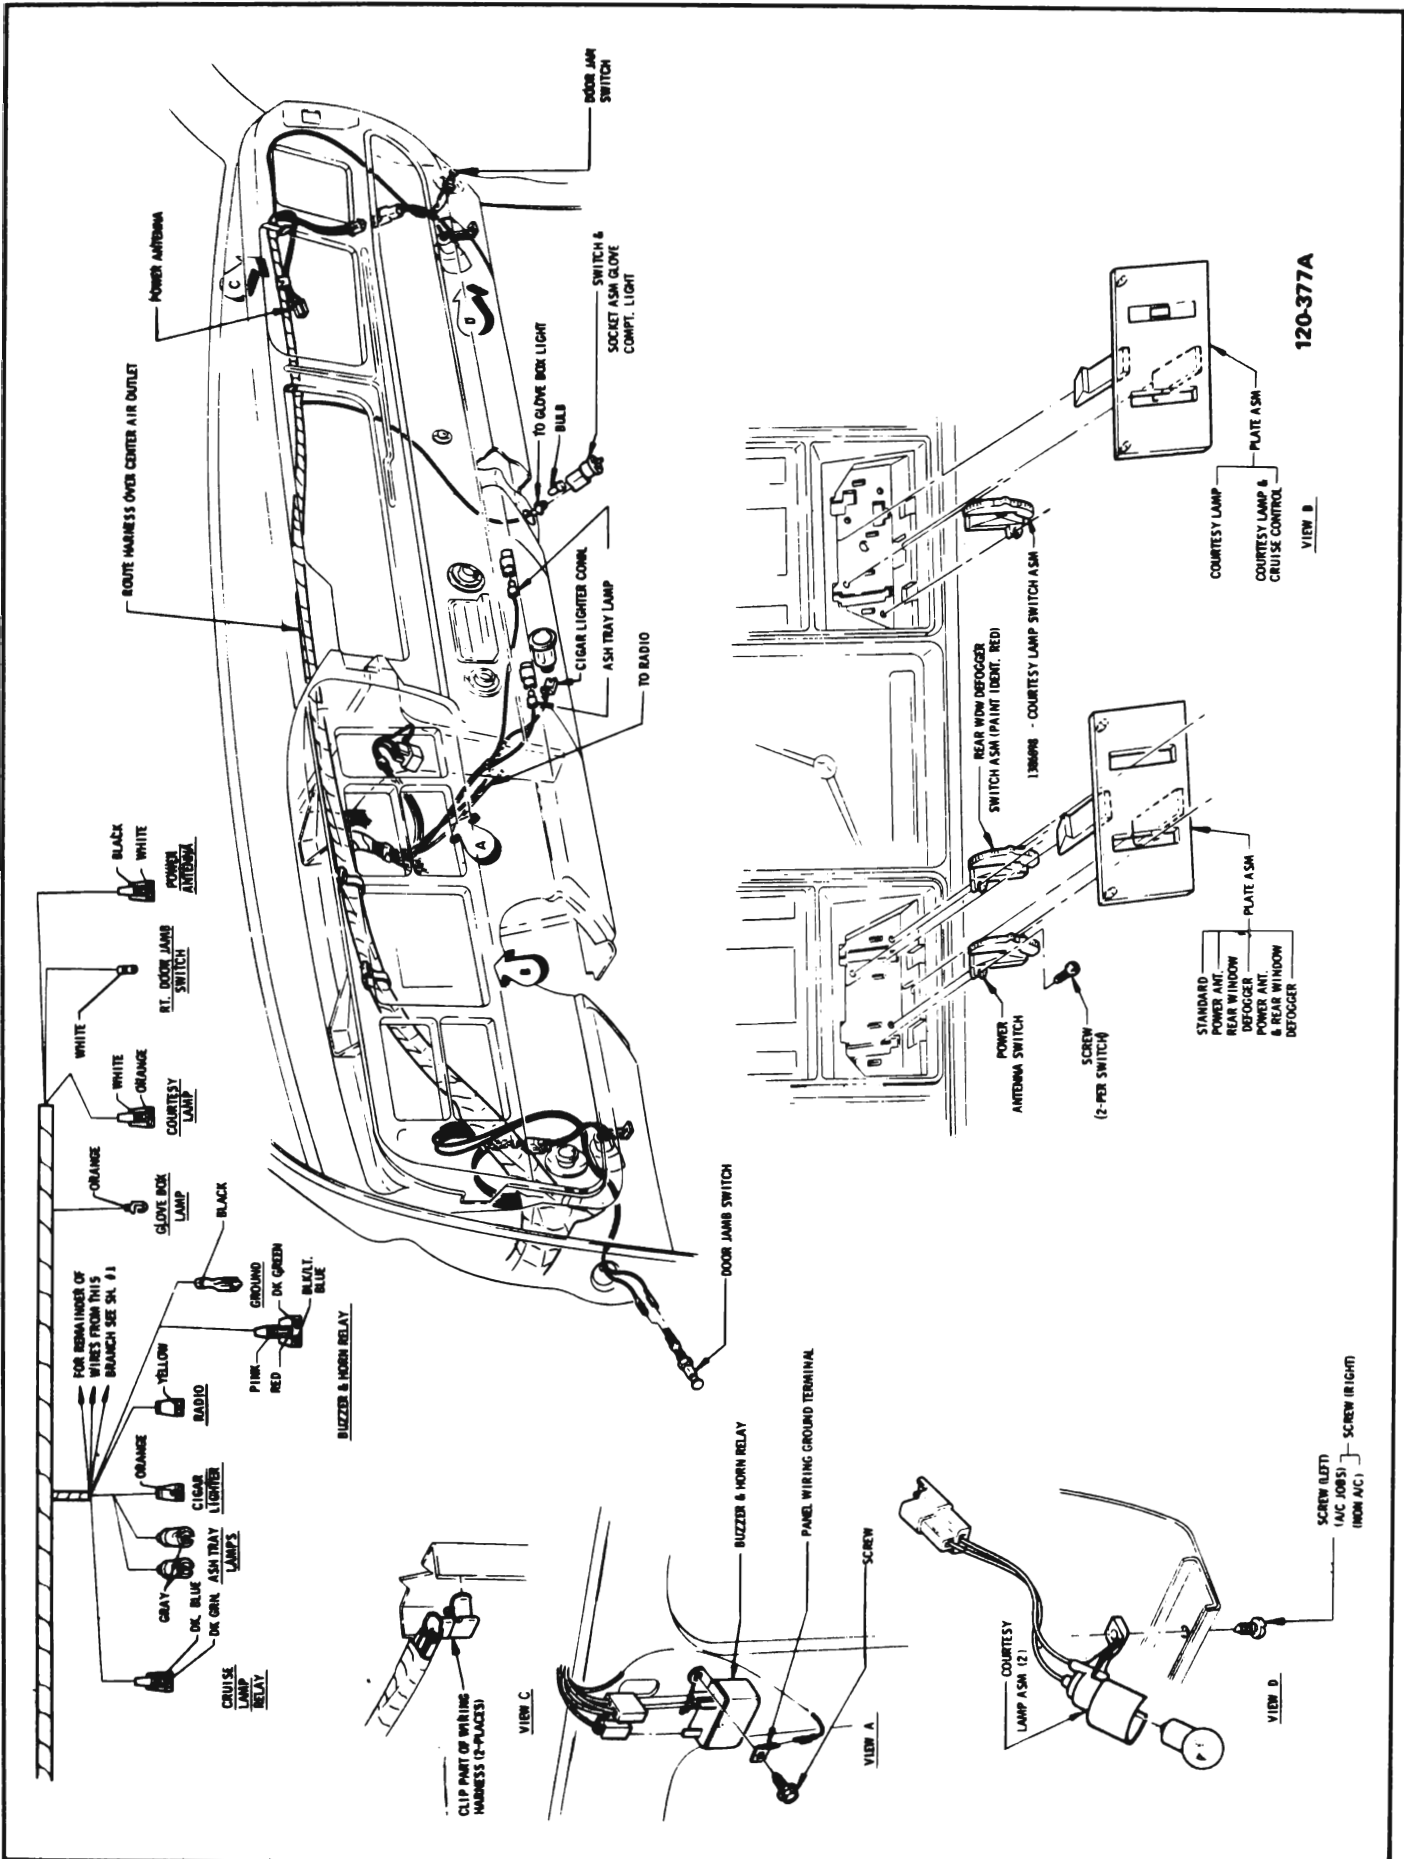 CRUISE
LAMP
RELAY
DK. BLUE
DK GRN.
GRAY
ASH TRAY
LAMPS
ORANGE
CIGAR
LIGHTER
YELLOW
RADIO
FOR REMAINDER OF
WIRES FROM THIS
BRANCH SEE SH. #1
PINK
RED
GROUND
DK GREEN
BLK/LT.
BLUE
BUZZER & HORN RELAY
BLACK
ORANGE
GLOVE BOX
LAMP
WHITE
ORANGE
COURTESY
LAMP
WHITE
RT. DOOR JAMB
SWITCH
BLACK
WHITE
POWER
ANTENNA
ROUTE HARNESS OVER CENTER AIR OUTLET
POWER ANTENNA
C
D
A
B
DOOR JAM
SWITCH
SWITCH &
SOCKET ASM GLOVE
COMPT. LIGHT
TO GLOVE BOX LIGHT
BULB
CIGAR LIGHTER CONN.
ASH TRAY LAMP
TO RADIO
DOOR JAMB SWITCH
CLIP PART OF WIRING
HARNESS (2-PLACES)
VIEW C
BUZZER & HORN RELAY
PANEL WIRING GROUND TERMINAL
SCREW
VIEW A
COURTESY
LAMP ASM (2)
SCREW (LEFT)
(A/C JOBS)
(NON A/C)
SCREW (RIGHT)
VIEW D
REAR WDW DEFOGGER
SWITCH ASM (PAINT IDENT. RED)
- COURTESY LAMP SWITCH ASM
POWER
ANTENNA SWITCH
SCREW
(2-PER SWITCH)
STANDARD
POWER ANT.
REAR WINDOW
DEFOGGER
POWER ANT.
& REAR WINDOW
DEFOGGER
PLATE ASM
COURTESY LAMP
COURTESY LAMP &
CRUISE CONTROL
PLATE ASM
VIEW B
120-377A